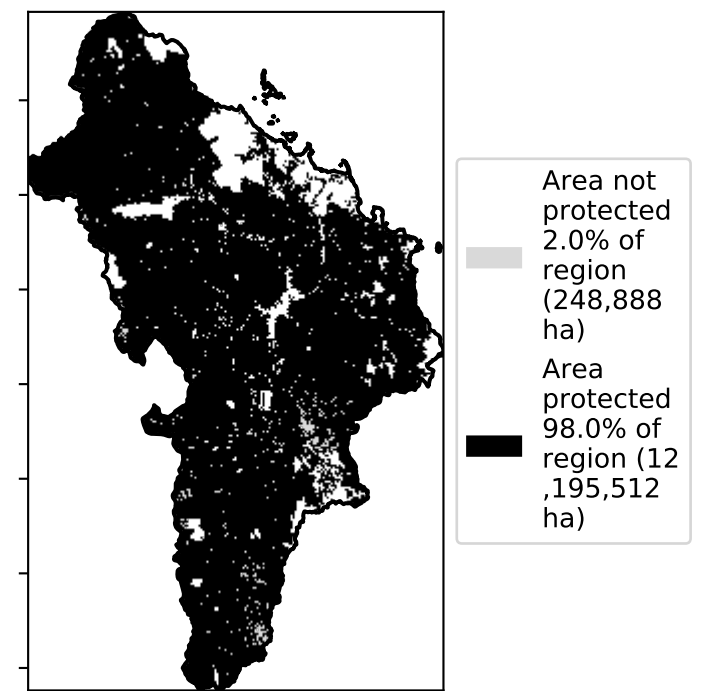 Area not
protected
2.0% of
region
(248,888
ha)
Area
protected
98.0% of
region (12
,195,512
ha)